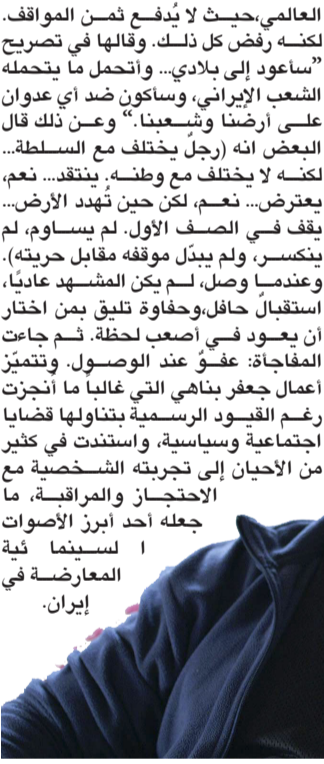 العالمي،حيث لا يُدفع ثمن المواقف.
لكنه رفض كل ذلك. وقالها في تصريح
”سأعود إلى بلادي... وأتحمل ما يتحمله
الشعب الإيراني، وسأكون ضد أي عدوان
على أرضنا وشعبنا.“ وعن ذلك قال
البعض انه (رجلٌ يختلف مع السلطة...
لكنه لا يختلف مع وطنه. ينتقد... نعم،
يعترض... نعم، لكن حين تُهدد الأرض...
يقف في الصف الأول. لم يساوم، لم
ينكسر، ولم يبدّل موقفه مقابل حريته).
وعندما وصل، لم يكن المشهد عاديًا،
استقبالٌ حافل،وحفاوة تليق بمن اختار
أن يعود في أصعب لحظة. ثم جاءت
المفاجأة: عفوٌ عند الوصول. وتتميّز
أعمال جعفر بناهي التي غالباً ما أُنجزت
رغم القيود الرسمية بتناولها قضايا
اجتماعية وسياسية، واستندت في كثير
من الأحيان إلى تجربته الشخصية مع
الاحتجاز والمراقبة، ما
جعله أحد أبرز الأصوات
ا لسينما ئية
المعارضة في
إيران.